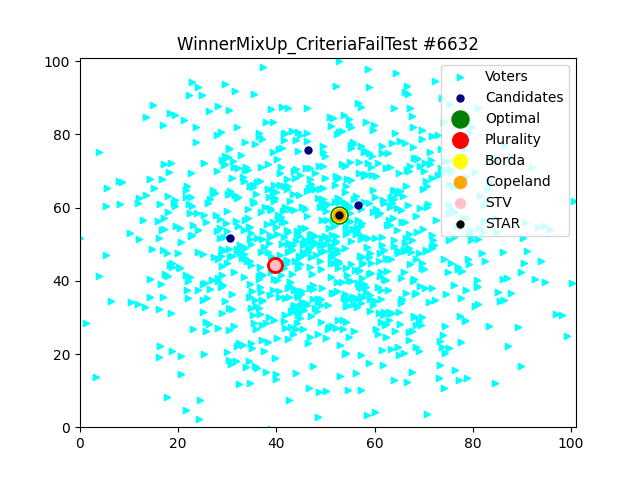 WinnerMixUp_CriteriaFailTest #6632
100
80
60
40
20
0
0 20 40 60 80 100
Voters
Candidates
Optimal
Plurality
Borda
Copeland
STV
STAR